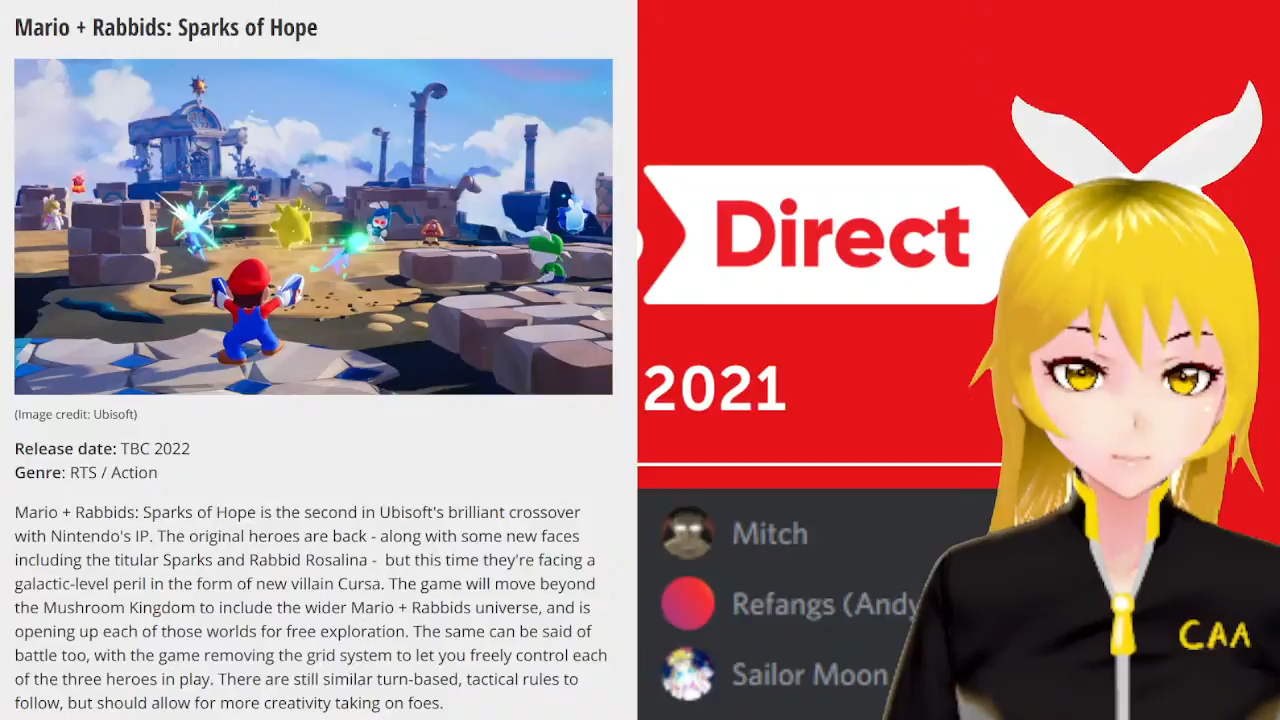 Mario + Rabbids: Sparks of Hope
(Image credit: Ubisoft)
Release date: TBC 2022
Genre: RTS / Action
Mario + Rabbids: Sparks of Hope is the second in Ubisoft's brilliant crossover
with Nintendo's IP. The original heroes are back - along with some new faces
including the titular Sparks and Rabbid Rosalina -  but this time they're facing a
galactic-level peril in the form of new villain Cursa. The game will move beyond
the Mushroom Kingdom to include the wider Mario + Rabbids universe, and is
opening up each of those worlds for free exploration. The same can be said of
battle too, with the game removing the grid system to let you freely control each
of the three heroes in play. There are still similar turn-based, tactical rules to
follow, but should allow for more creativity taking on foes.
Direct
2021
Mitch
Refangs (Andy
Sailor Moon
CAA